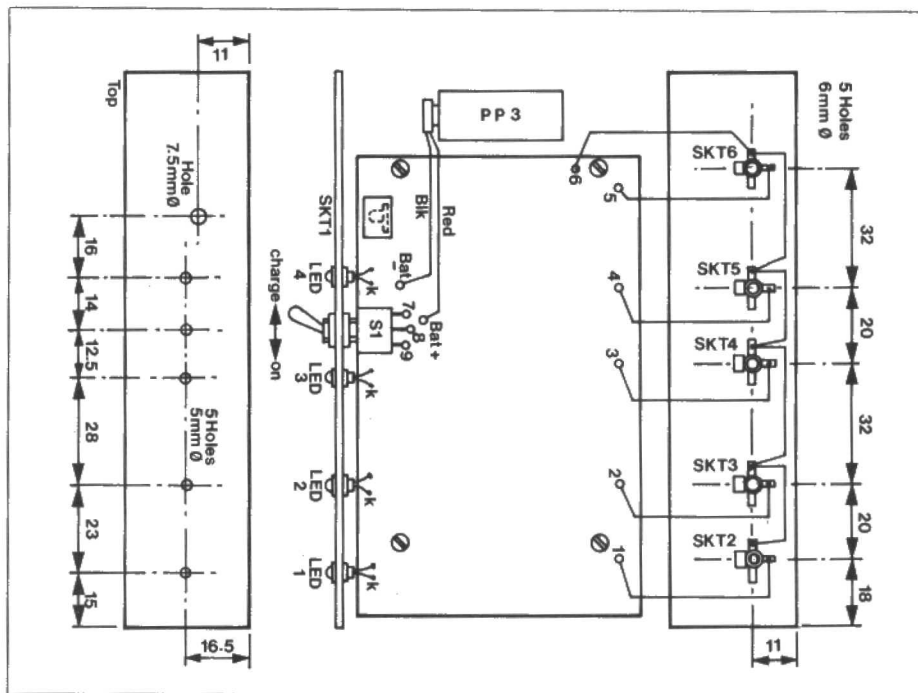 11
Top
Hole
7.5mm Ø
16
14
12.5
28
23
15
5 Holes
5mm Ø
16.5
SKT1
LED
4
charge
on
LED
3
LED
2
LED
1
k
k
k
k
S1
7
8
9
Bat
-
Bat +
Blk
Red
PP3
6
5
4
3
2
1
5 Holes
6mm Ø
SKT6
SKT5
SKT4
SKT3
SKT2
32
20
32
20
18
11